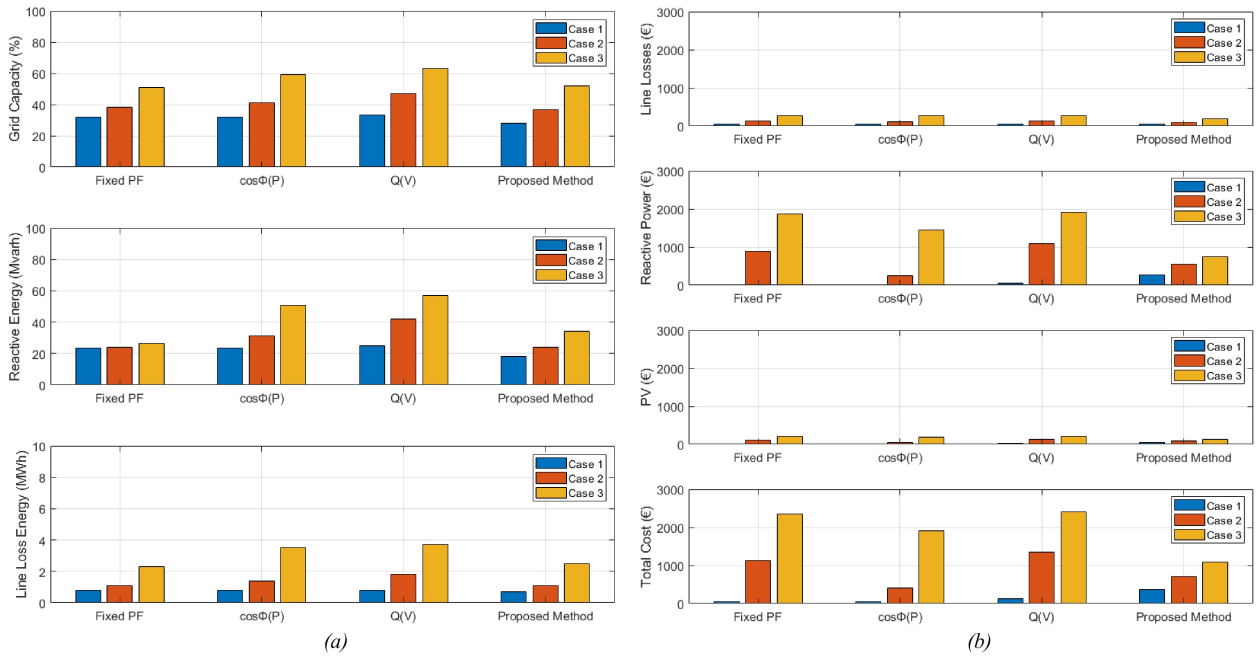 100
80
60
40
20
0
Grid Capacity (%)
Case 1
Case 2
Case 3
Fixed PF
cosΦ(P)
Q(V)
Proposed Method
100
80
60
40
20
0
Reactive Energy (Mvarh)
Case 1
Case 2
Case 3
Fixed PF
cosΦ(P)
Q(V)
Proposed Method
10
8
6
4
2
0
Line Loss Energy (MWh)
Case 1
Case 2
Case 3
Fixed PF
cosΦ(P)
Q(V)
Proposed Method
(a)
3000
2000
1000
0
Line Losses (€)
Case 1
Case 2
Case 3
Fixed PF
cosΦ(P)
Q(V)
Proposed Method
3000
2000
1000
0
Reactive Power (€)
Case 1
Case 2
Case 3
Fixed PF
cosΦ(P)
Q(V)
Proposed Method
3000
2000
1000
0
PV (€)
Case 1
Case 2
Case 3
Fixed PF
cosΦ(P)
Q(V)
Proposed Method
3000
2000
1000
0
Total Cost (€)
Case 1
Case 2
Case 3
Fixed PF
cosΦ(P)
Q(V)
Proposed Method
(b)